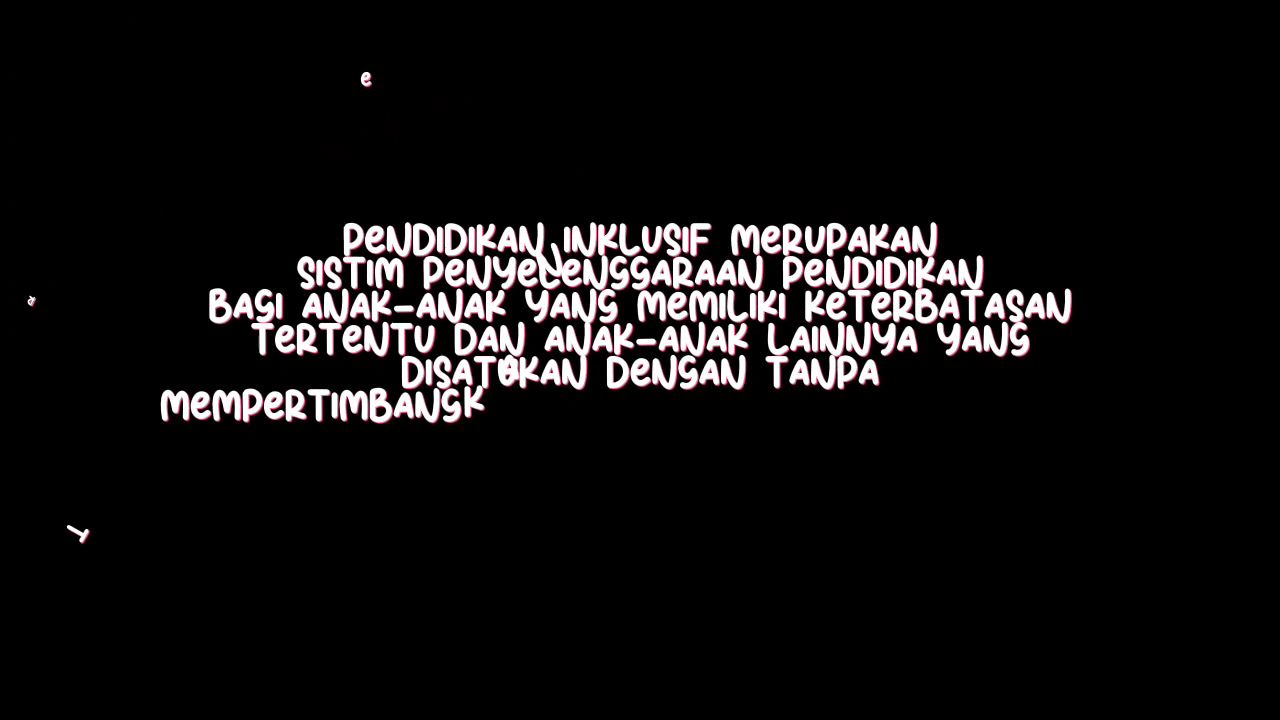 PENDIDIKAN INKLUSIF MERUPAKAN
SISTIM PENYELENGGARAAN PENDIDIKAN
BAGI ANAK-ANAK YANG MEMILIKI KETERBATASAN
TERTENTU DAN ANAK-ANAK LAINNYA YANG
DISATUKAN DENGAN TANPA
MEMPERTIMBANGK